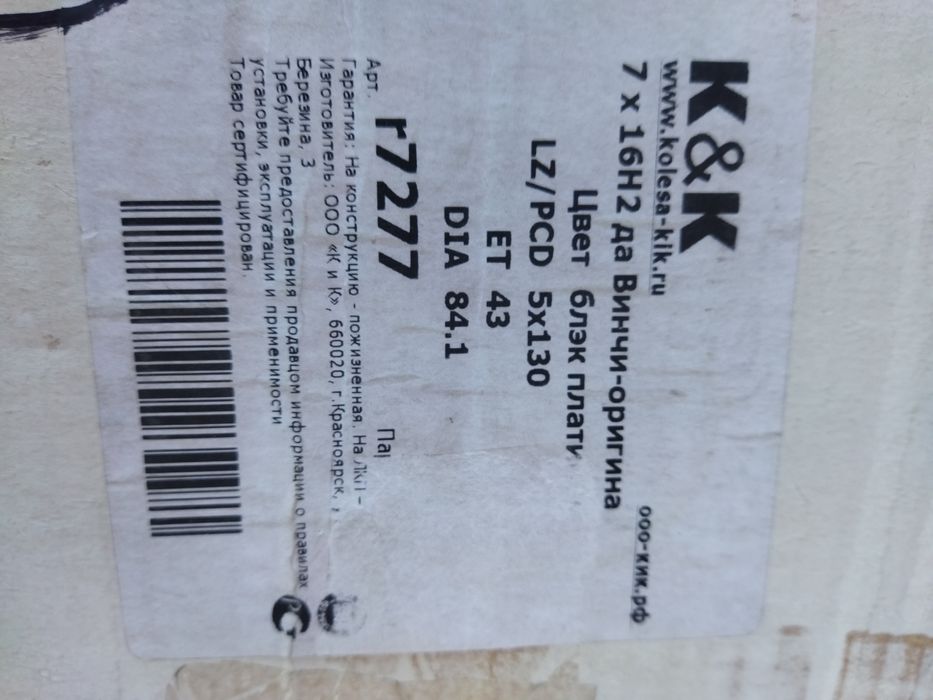 K&K
www.kolesa-kik.ru
ооо-кик.рф
7 x 16H2 да Винчи-оригина
Цвет блэк плати
LZ/PCD 5x130
ET 43
DIA 84.1
Арт. r7277
Гарантия: На конструкцию - пожизненная. На
Изготовитель: ООО «К и К», 660020, г.Красноярск,
Березина, 3
Требуйте предоставления продавцом информации о правилах
установки, эксплуатации и применимости
Товар сертифицирован.